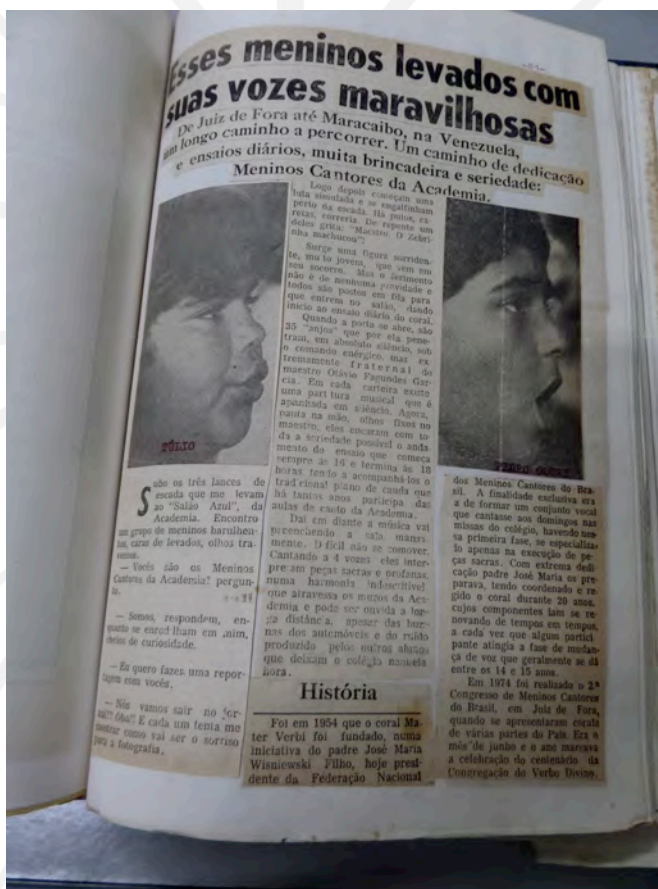 Esses meninos levados com
suas vozes maravilhosas
De Juiz de Fora até Maracaibo, na Venezuela,
um longo caminho a percorrer. Um caminho de dedicação
e ensaios diários, muita brincadeira e seriedade:
Meninos Cantores da Academia.
TÚLIO
Subo os três lances de
escada que me levam
ao "Salão Azul", da
Academia. Encontro
um grupo de meninos barulhen-
tos, caras de levados, olhos tra-
vessos.
— Vocês são os Meninos
Cantores da Academia? pergun-
to.
— Somos, respondem, en-
quanto se enrodilham em mim,
cheios de curiosidade.
— Eu quero fazer uma repor-
tagem com vocês.
— Nós vamos sair no jor-
nal!!! Oba!! E cada um tenta me
mostrar como vai ser o sorriso
para a fotografia.
Logo depois começam uma
luta simulada e se engalfinham
perto da escada. Há pulos, ca-
retas, correria. De repente um
deles grita: "Maestro. O Zebri-
nha machucou"!
Surge uma figura sorriden-
te, muito jovem, que vem em
seu socorro. Mas o ferimento
não é de nenhuma gravidade e
todos são postos em fila para
que entrem no salão, dando
início ao ensaio diário do coral.
Quando a porta se abre, são
35 "anjos" que por ela pene-
tram, em absoluto silêncio, sob
o comando enérgico, mas ex-
tremamente fraternal do
maestro Otávio Fagundes Gar-
cia. Em cada carteira existe
uma partitura musical que é
apanhada em silêncio. Agora,
pauta na mão, olhos fixos no
maestro, eles encaram com to-
da a seriedade possível o anda-
mento do ensaio que começa
sempre às 16 e termina às 18
horas, tendo a acompanhá-los o
tradicional piano de cauda que
há tantos anos participa das
aulas de canto da Academia.
Daí em diante a música vai
preenchendo a sala mansa-
mente. O difícil não se comover.
Cantando a 4 vozes eles inter-
pretam peças sacras e profanas,
numa harmonia indescritível
que atravessa os muros da Aca-
demia e pode ser ouvida a lon-
ga distância, apesar das buzi-
nas dos automóveis e do ruído
produzido pelos outros alunos
que deixam o colégio naquela
hora.
História
Foi em 1954 que o coral Ma-
ter Verbi foi fundado, numa
iniciativa do padre José Maria
Wisniewski Filho, hoje presi-
dente da Federação Nacional
PEDRO
dos Meninos Cantores do Bra-
sil. A finalidade exclusiva era
a de formar um conjunto vocal
que cantasse aos domingos nas
missas do colégio, havendo nes-
sa primeira fase, se especializa-
do apenas na execução de pe-
ças sacras. Com extrema dedi-
cação padre José Maria os pre-
parava, tendo coordenado e re-
gido o coral durante 20 anos,
cujos componentes iam se re-
novando de tempos em tempos,
a cada vez que algum partici-
pante atingia a fase de mudan-
ça de voz que geralmente se dá
entre os 14 e 15 anos.
Em 1974 foi realizado o 2.º
Congresso de Meninos Cantores
do Brasil, em Juiz de Fora,
quando se apresentaram corais
de várias partes do País. Era o
mês de junho e o ano marcava
a celebração do centenário da
Congregação do Verbo Divino.